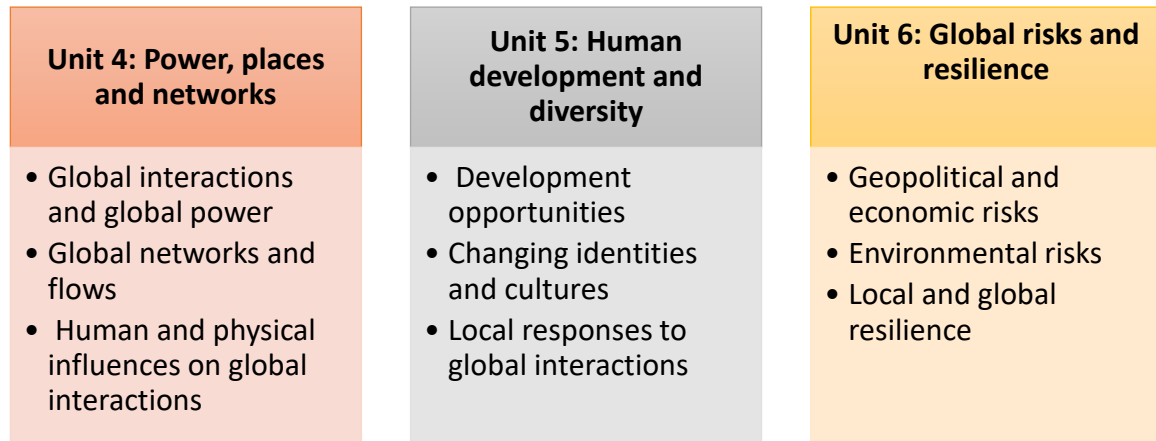 Unit 4: Power, places
and networks
• Global interactions
and global power
• Global networks and
flows
• Human and physical
influences on global
interactions
Unit 5: Human
development and
diversity
• Development
opportunities
• Changing identities
and cultures
• Local responses to
global interactions
Unit 6: Global risks and
resilience
• Geopolitical and
economic risks
• Environmental risks
• Local and global
resilience